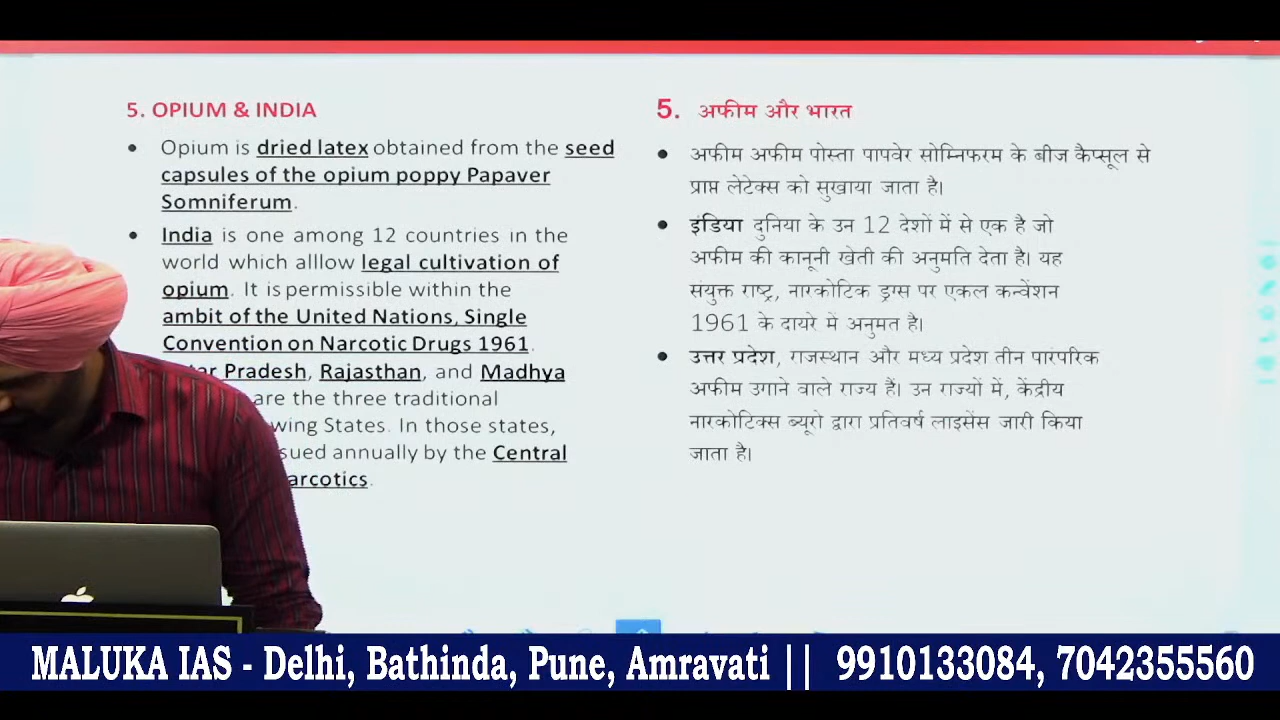 5. OPIUM & INDIA
Opium is dried latex obtained from the seed
capsules of the opium poppy Papaver
Somniferum.
India is one among 12 countries in the
world which alllow legal cultivation of
opium. It is permissible within the
ambit of the United Nations, Single
Convention on Narcotic Drugs 1961.
Pradesh, Rajasthan, and Madhya
are the three traditional
States. In those states,
annually by the Central
5. अफीम और भारत
अफीम अफीम पोस्ता पापवेर सोम्निफरम के बीज कैप्सूल से
प्राप्त लेटेक्स को सुखाया जाता है।
इंडिया दुनिया के उन 12 देशों में से एक है जो
अफीम की कानूनी खेती की अनुमति देता है। यह
संयुक्त राष्ट्र, नारकोटिक ड्रग्स पर एकल कन्वेंशन
1961 के दायरे में अनुमत है।
उत्तर प्रदेश, राजस्थान और मध्य प्रदेश तीन पारंपरिक
अफीम उगाने वाले राज्य हैं। उन राज्यों में, केंद्रीय
नारकोटिक्स ब्यूरो द्वारा प्रतिवर्ष लाइसेंस जारी किया
जाता है।
MALUKA IAS - Delhi, Bathinda, Pune, Amravati || 9910133084, 7042355560